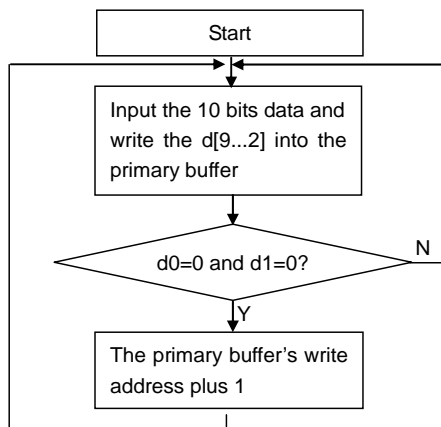 Start
Input the 10 bits data and
write the d[9...2] into the
primary buffer
d0=0 and d1=0?
N
Y
The primary buffer's write
address plus 1